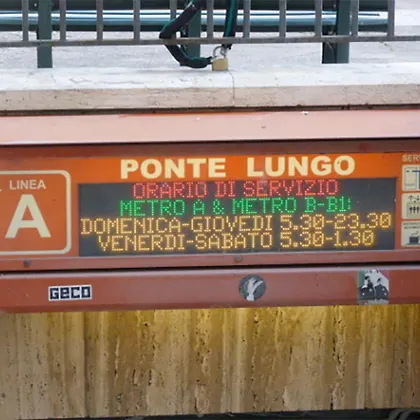 LINEA
A
PONTE LUNGO
ORARIO DI SERVIZIO
METRO A & METRO B-B1:
DOMENICA-GIOVEDI 5.30-23.30
VENERDI-SABATO 5.30-1.30
SER
GECO